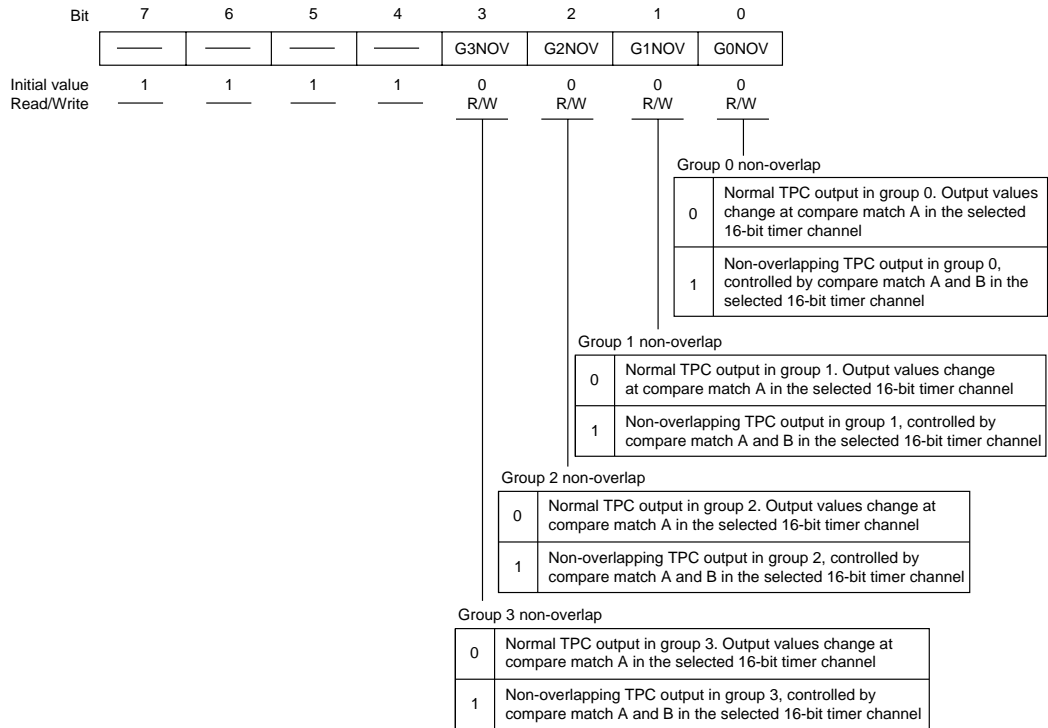 Bit 7 6 5 4 3 2 1 0
G3NOV G2NOV G1NOV G0NOV
Initial value 1 1 1 1 0 0 0 0
Read/Write R/W R/W R/W R/W
Group 0 non-overlap
0 Normal TPC output in group 0. Output values
change at compare match A in the selected
16-bit timer channel
1 Non-overlapping TPC output in group 0,
controlled by compare match A and B in the
selected 16-bit timer channel
Group 1 non-overlap
0 Normal TPC output in group 1. Output values change
at compare match A in the selected 16-bit timer channel
1 Non-overlapping TPC output in group 1, controlled by
compare match A and B in the selected 16-bit timer channel
Group 2 non-overlap
0 Normal TPC output in group 2. Output values change at
compare match A in the selected 16-bit timer channel
1 Non-overlapping TPC output in group 2, controlled by
compare match A and B in the selected 16-bit timer channel
Group 3 non-overlap
0 Normal TPC output in group 3. Output values change at
compare match A in the selected 16-bit timer channel
1 Non-overlapping TPC output in group 3, controlled by
compare match A and B in the selected 16-bit timer channel